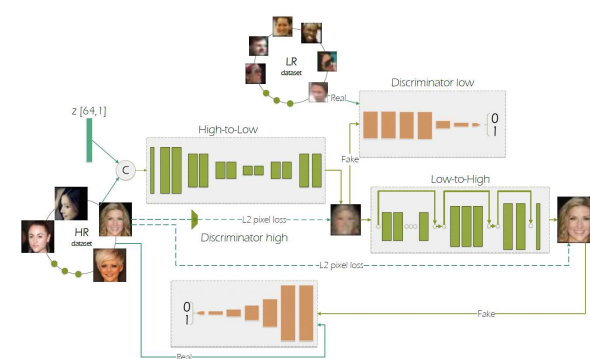 LR
dataset
Discriminator low
z [64,1]
Real
0
1
High-to-Low
Fake
Low-to-High
C
L2 pixel loss
HR
dataset
Discriminator high
L2 pixel loss
0
1
Fake
Real